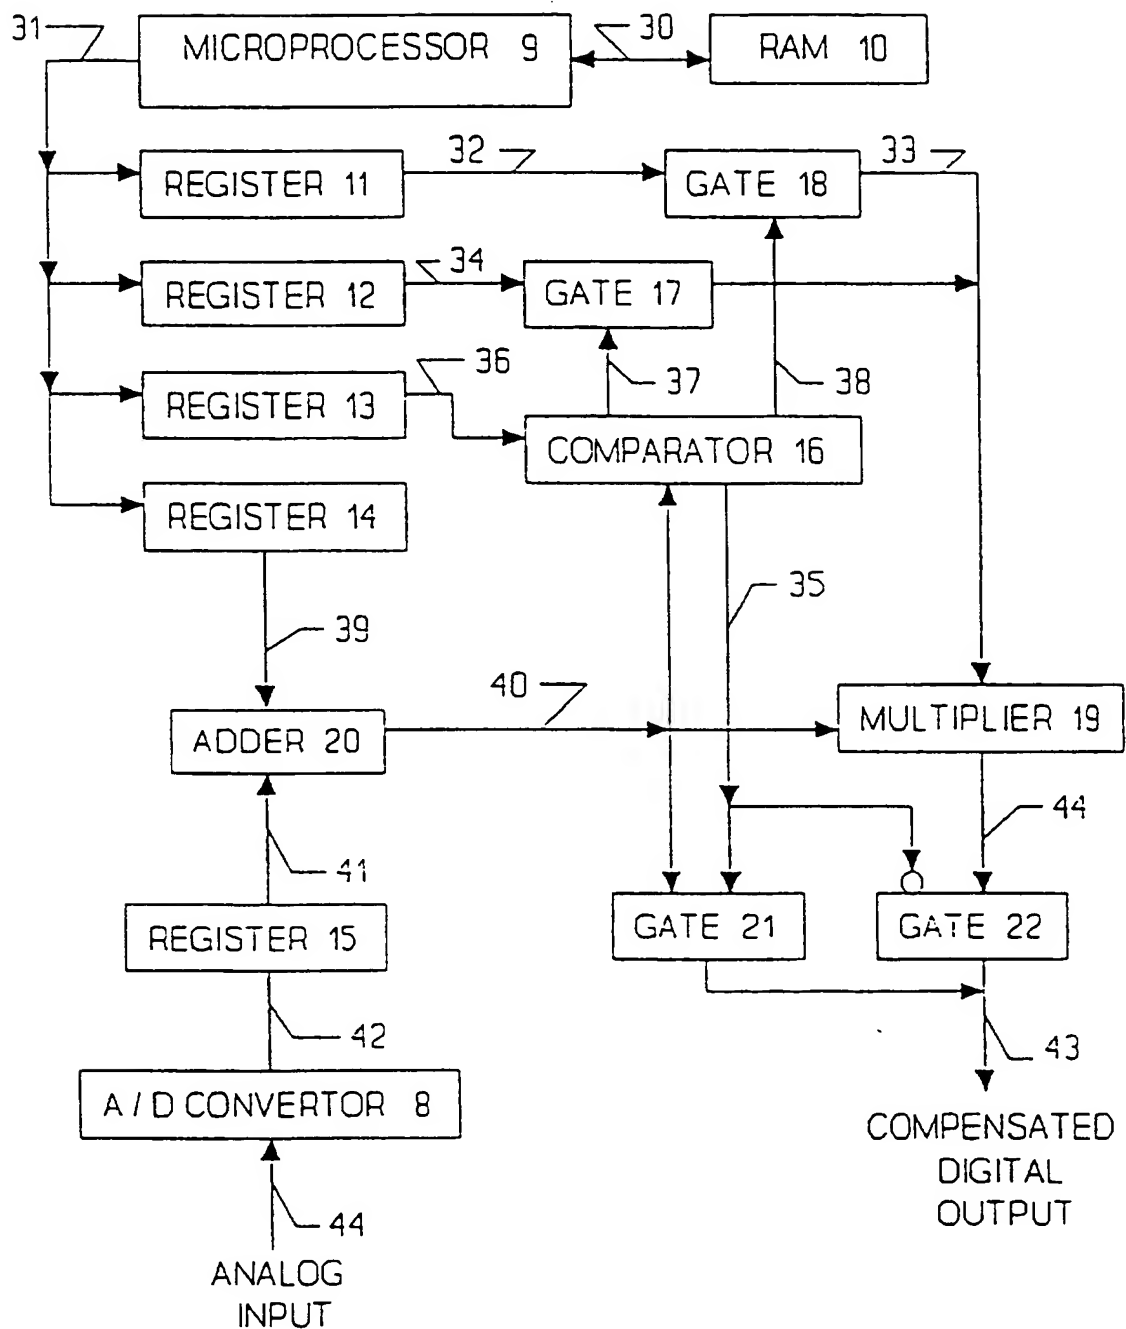 31
MICROPROCESSOR 9
30
RAM 10
32
33
REGISTER 11
GATE 18
34
REGISTER 12
GATE 17
36
37
38
REGISTER 13
COMPARATOR 16
REGISTER 14
35
39
40
ADDER 20
MULTIPLIER 19
44
41
REGISTER 15
GATE 21
GATE 22
42
43
A/D CONVERTOR 8
COMPENSATED
DIGITAL
OUTPUT
44
ANALOG
INPUT